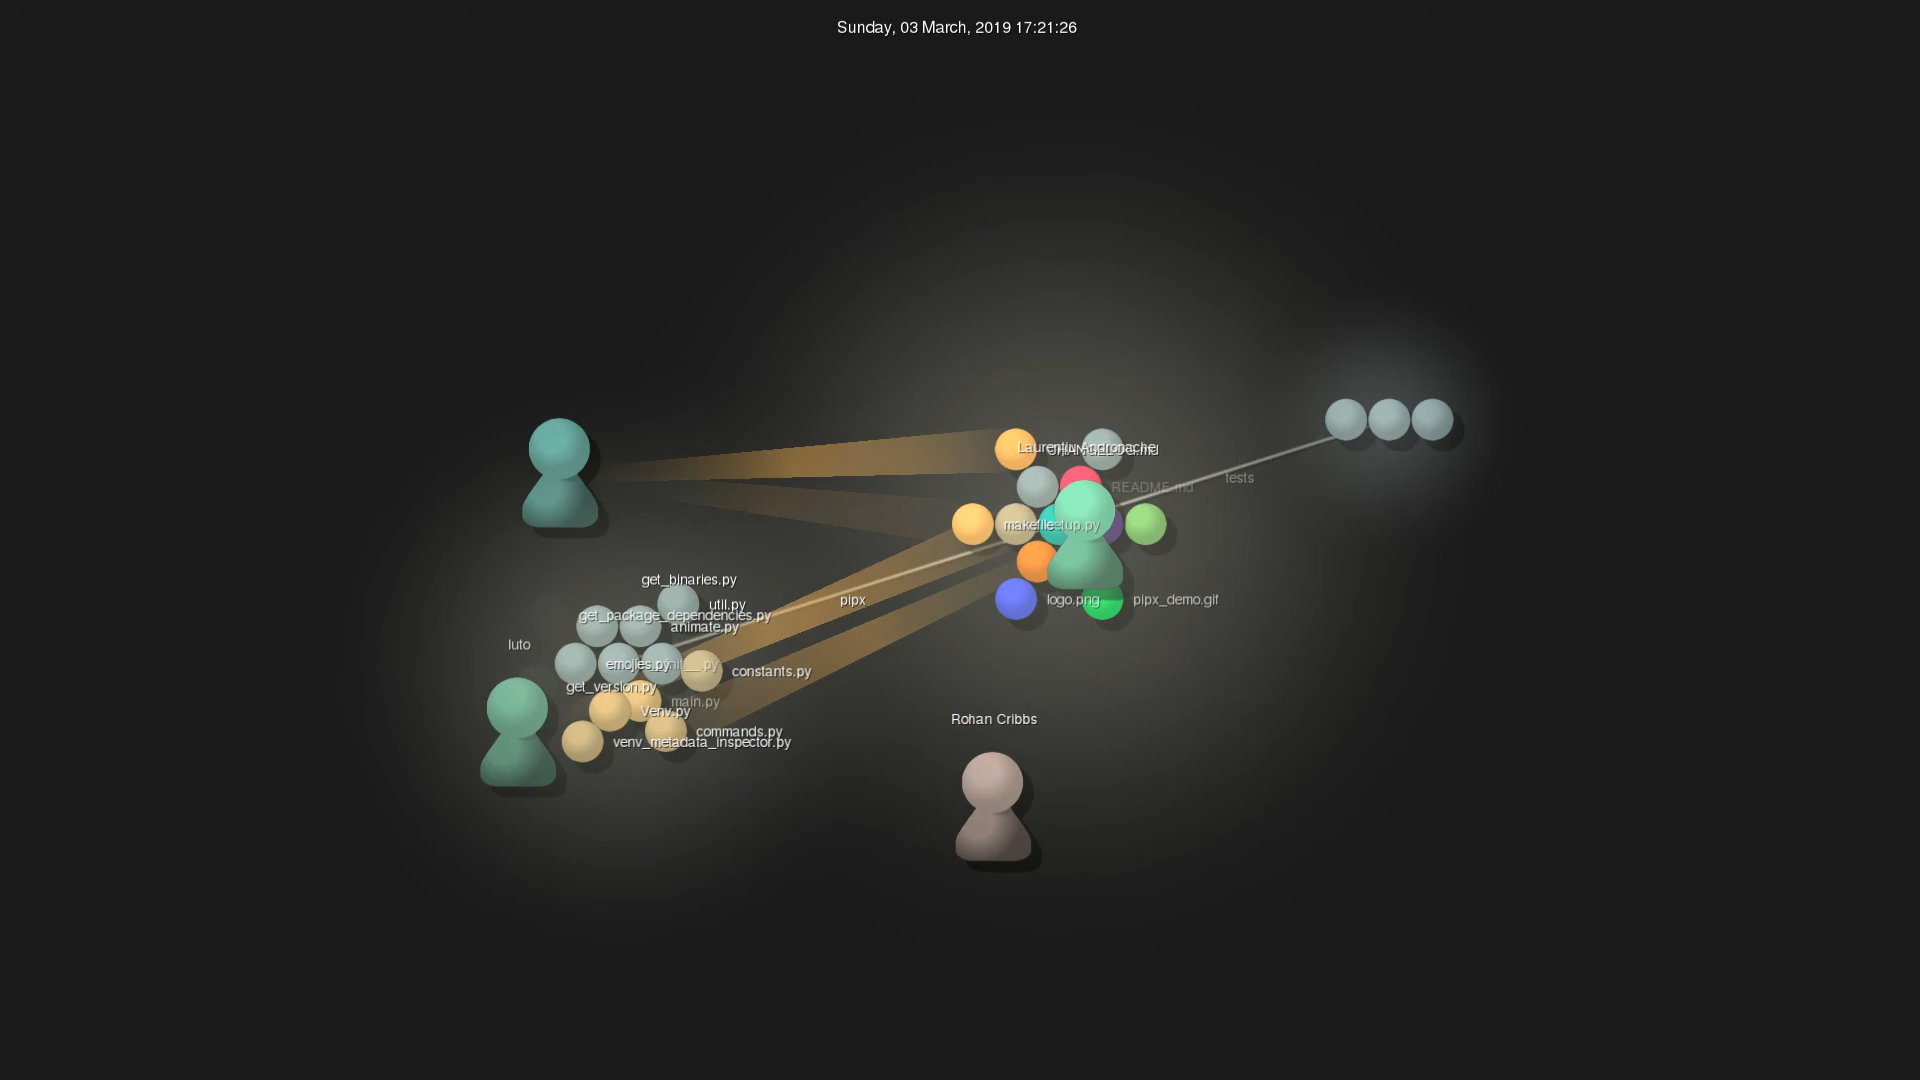 Sunday, 03 March, 2019 17:21:26
Laurentiu Andronache
README.md
tests
makefile
setup.py
get_binaries.py
pipx
logo.png
pipx_demo.gif
util.py
get_package_dependencies.py
animate.py
luto
emojies.py
constants.py
get_version.py
main.py
Venv.py
commands.py
venv_metadata_inspector.py
Rohan Cribbs